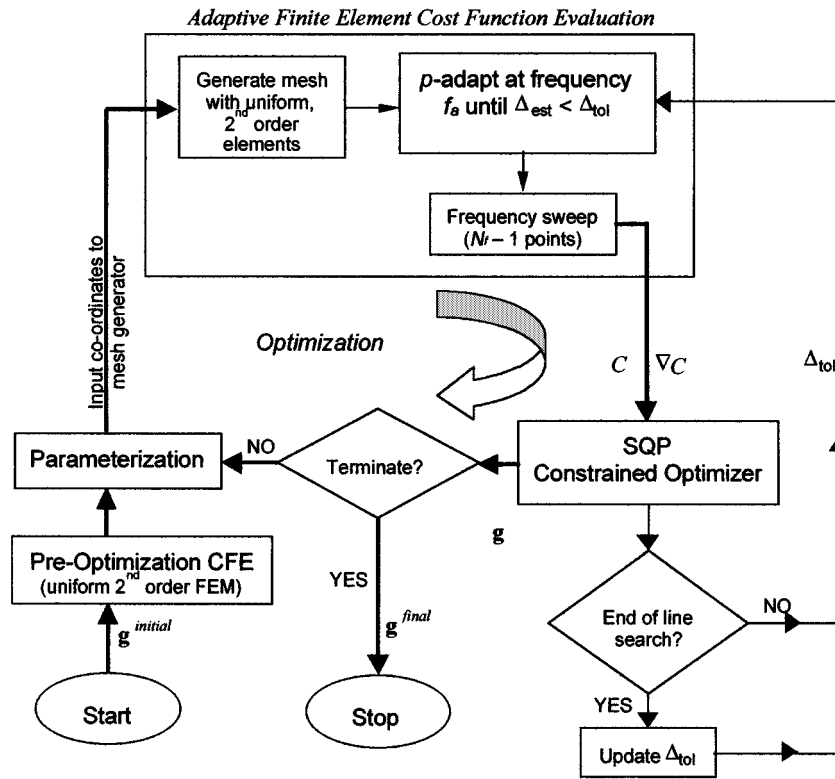 Adaptive Finite Element Cost Function Evaluation
Generate mesh
with uniform,
2nd order
elements
p-adapt at frequency
fa until Δest < Δtol
Frequency sweep
(Nf – 1 points)
Input co-ordinates to
mesh generator
Optimization
C ∇C
Δtol
SQP
Constrained Optimizer
Terminate?
NO
Parameterization
g
Pre-Optimization CFE
(uniform 2nd order FEM)
YES
g final
g initial
End of line
search?
NO
Start
Stop
YES
Update Δtol